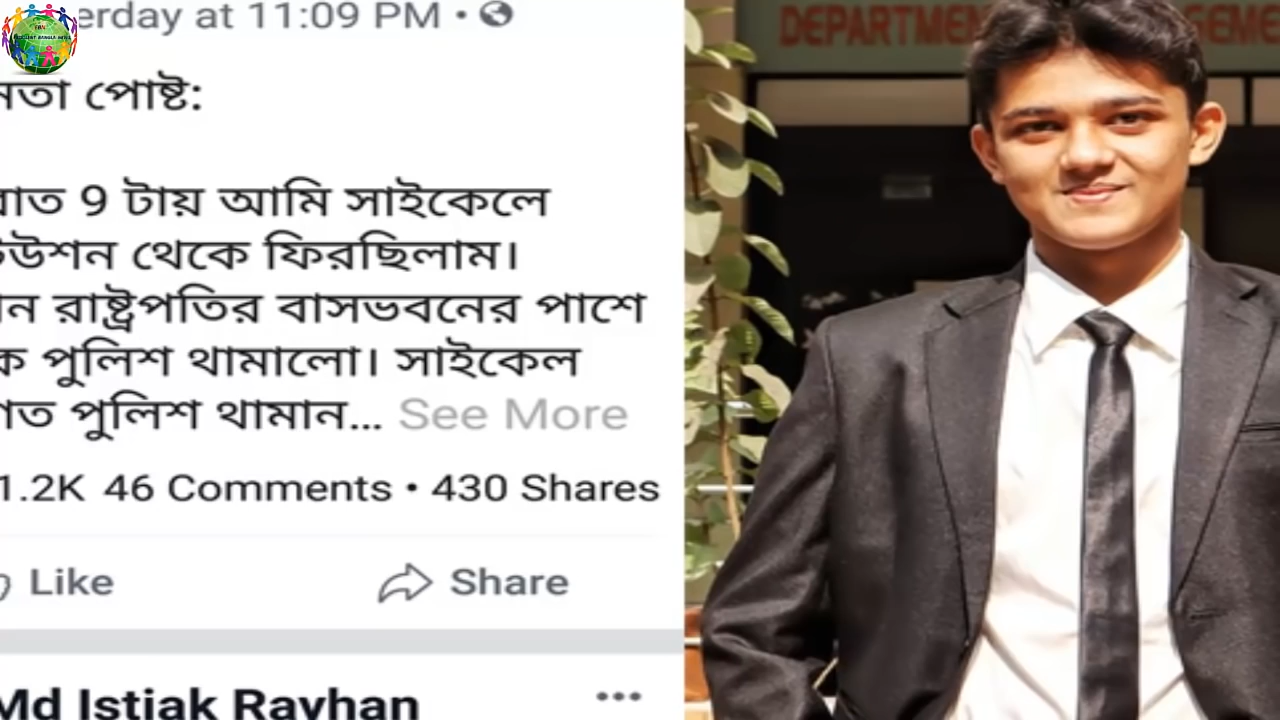 erday at 11:09 PM •
নতা পোষ্ট:
রাত 9 টায় আমি সাইকেলে
টিউশন থেকে ফিরছিলাম।
রাষ্ট্রপতির বাসভবনের পাশে
পুলিশ থামালো। সাইকেল
পুলিশ থামান... See More
1.2K 46 Comments • 430 Shares
Like Share
Md Istiak Rayhan
DEPARTMEN GEME